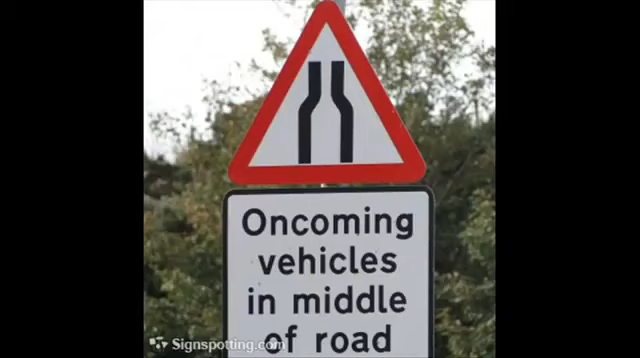 Oncoming
vehicles
in middle
of road
Signspotting.com